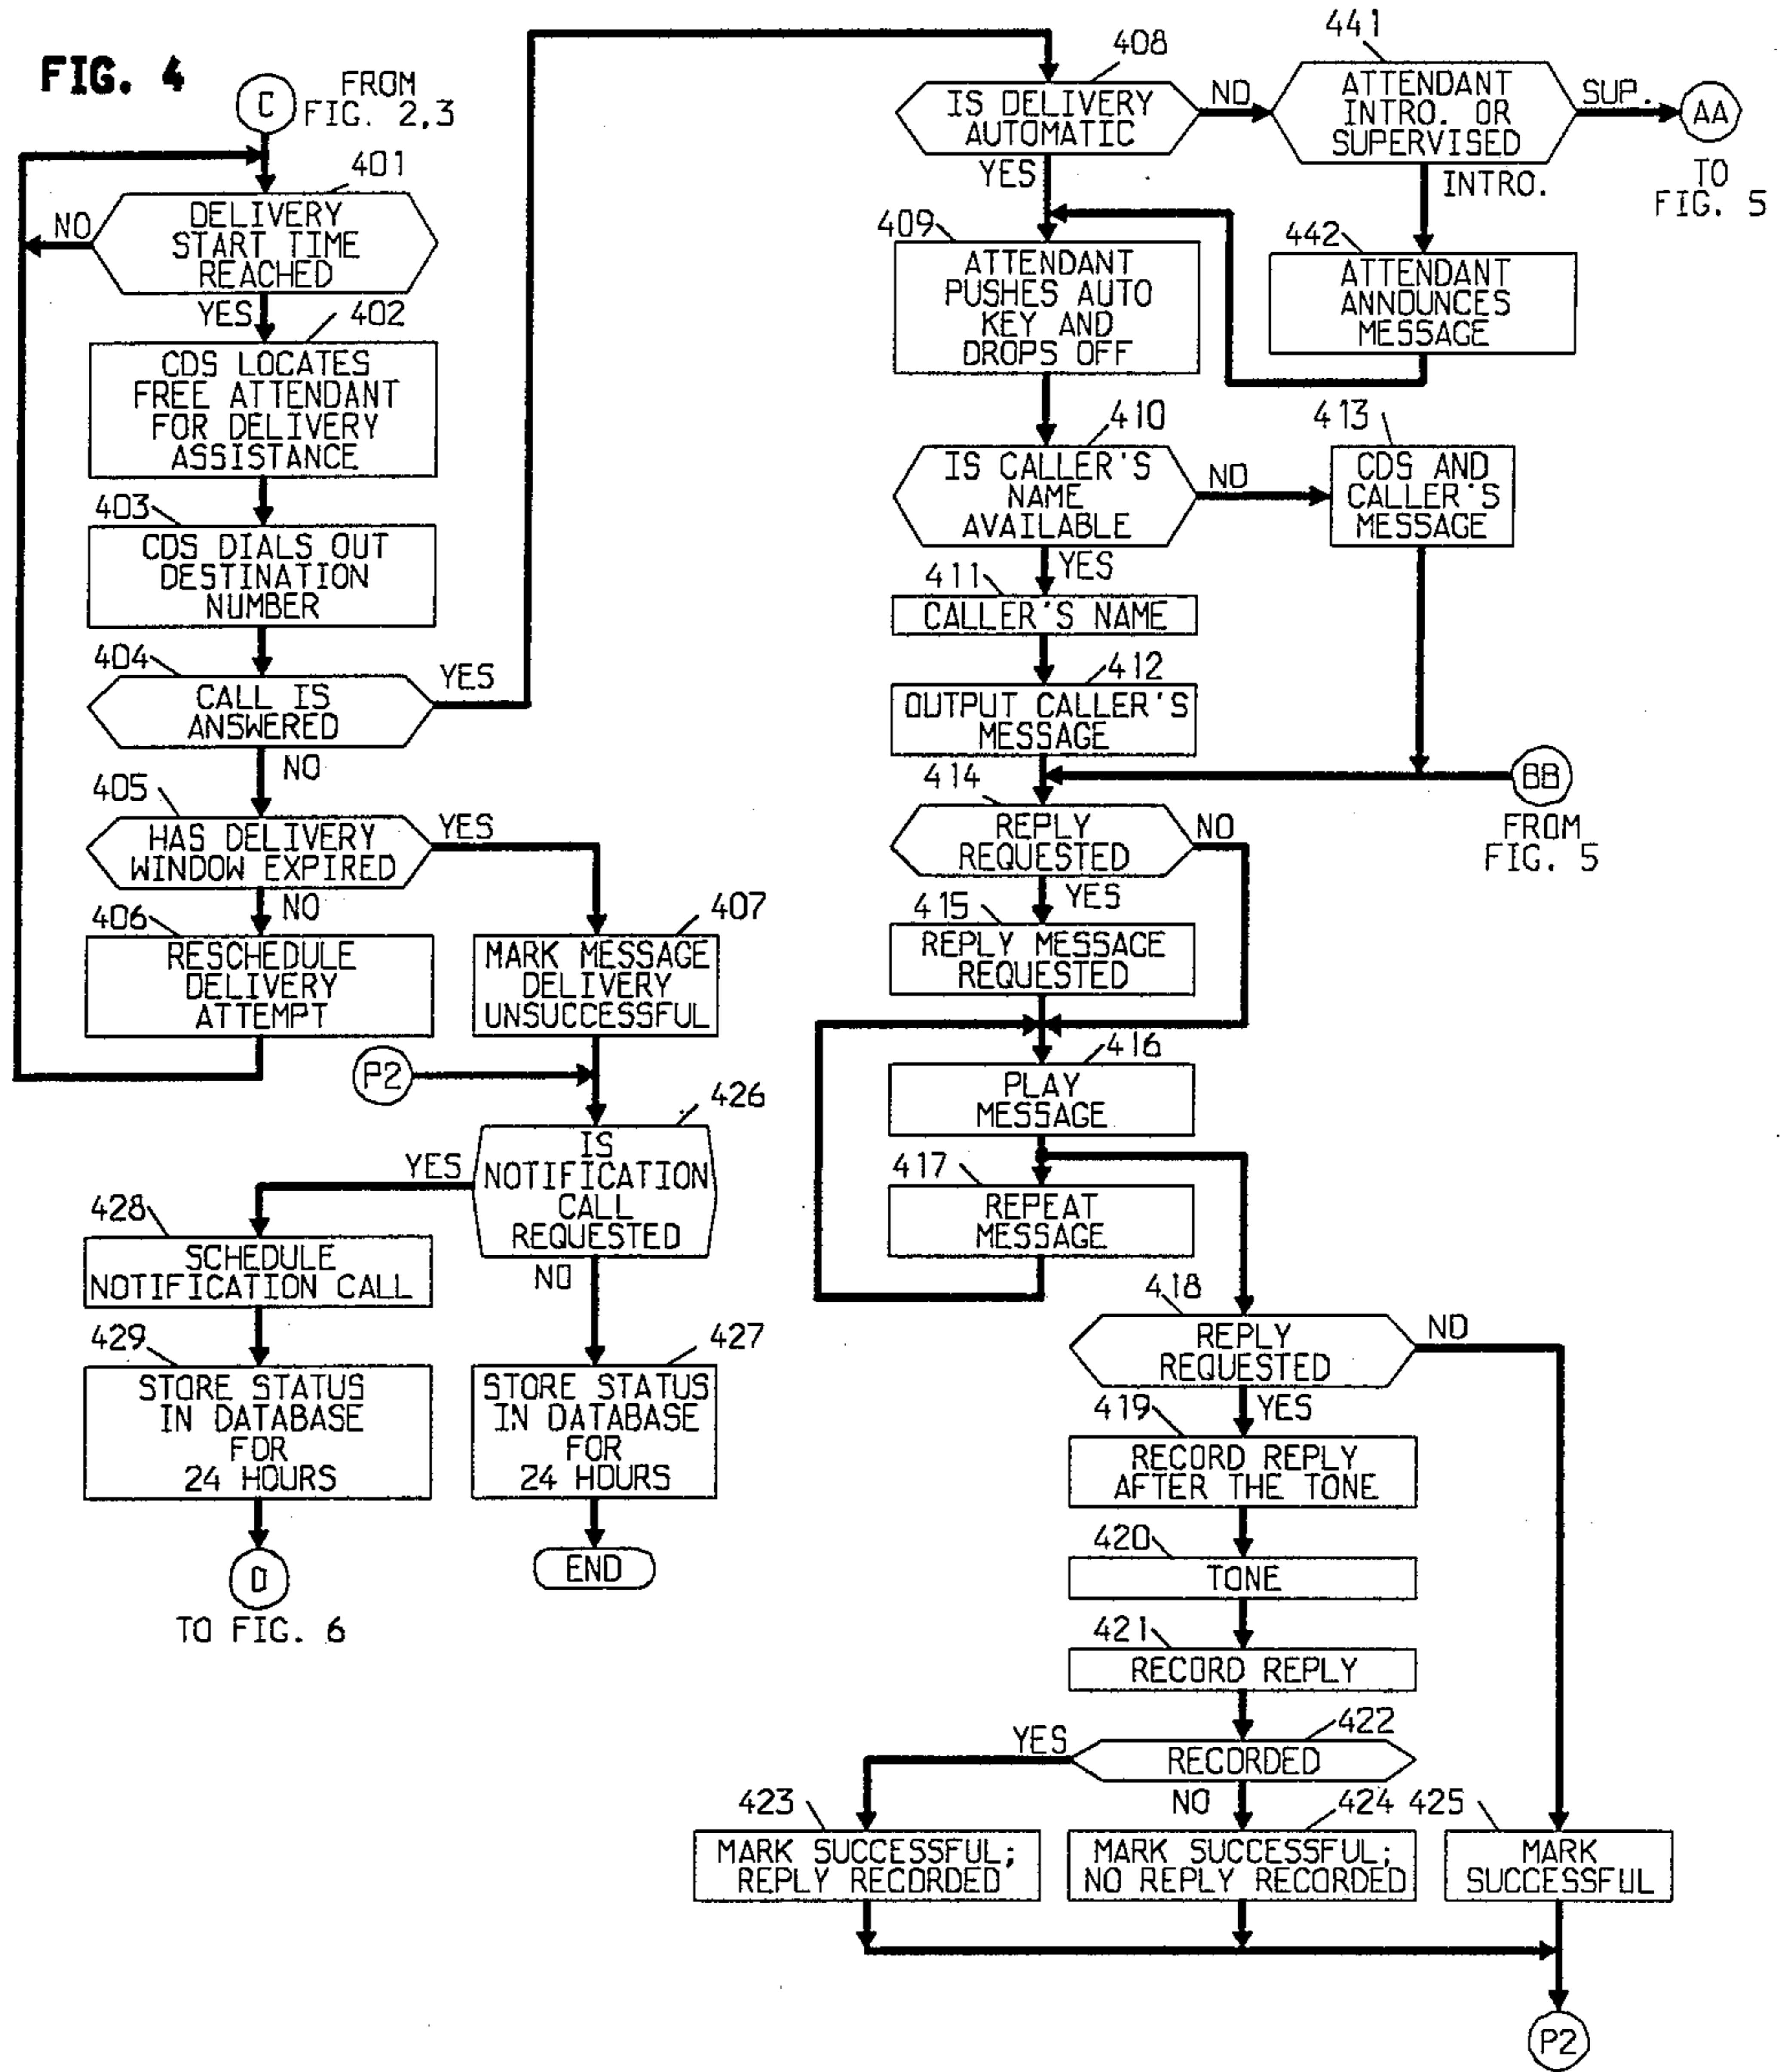 FIG. 4
C
FROM
FIG. 2,3
401
DELIVERY
START TIME
REACHED
NO
YES
402
CDS LOCATES
FREE ATTENDANT
FOR DELIVERY
ASSISTANCE
403
CDS DIALS OUT
DESTINATION
NUMBER
404
CALL IS
ANSWERED
YES
NO
405
HAS DELIVERY
WINDOW EXPIRED
YES
NO
406
RESCHEDULE
DELIVERY
ATTEMPT
407
MARK MESSAGE
DELIVERY
UNSUCCESSFUL
P2
426
IS
NOTIFICATION
CALL
REQUESTED
YES
NO
428
SCHEDULE
NOTIFICATION CALL
429
STORE STATUS
IN DATABASE
FOR
24 HOURS
D
TO FIG. 6
427
STORE STATUS
IN DATABASE
FOR
24 HOURS
END
408
IS DELIVERY
AUTOMATIC
NO
YES
441
ATTENDANT
INTRO. OR
SUPERVISED
SUP.
AA
TO
FIG. 5
INTRO.
442
ATTENDANT
ANNOUNCES
MESSAGE
409
ATTENDANT
PUSHES AUTO
KEY AND
DROPS OFF
410
IS CALLER'S
NAME
AVAILABLE
NO
YES
413
CDS AND
CALLER'S
MESSAGE
411
CALLER'S NAME
412
OUTPUT CALLER'S
MESSAGE
BB
FROM
FIG. 5
414
REPLY
REQUESTED
NO
YES
415
REPLY MESSAGE
REQUESTED
416
PLAY
MESSAGE
417
REPEAT
MESSAGE
418
REPLY
REQUESTED
NO
YES
419
RECORD REPLY
AFTER THE TONE
420
TONE
421
RECORD REPLY
422
RECORDED
YES
NO
423
MARK SUCCESSFUL;
REPLY RECORDED
424
MARK SUCCESSFUL;
NO REPLY RECORDED
425
MARK
SUCCESSFUL
P2